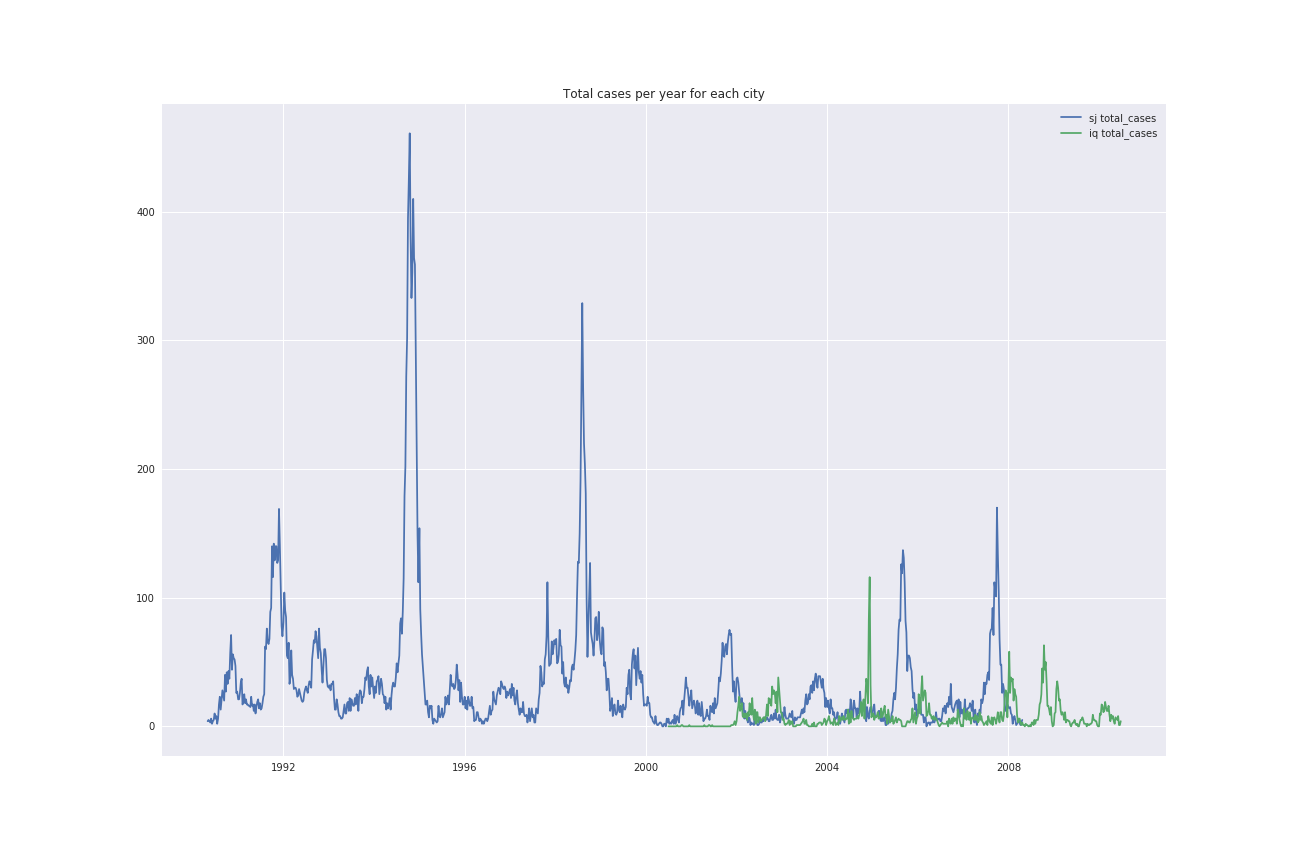 Total cases per year for each city
sj total_cases
iq total_cases
400
300
200
100
0
1992 1996 2000 2004 2008